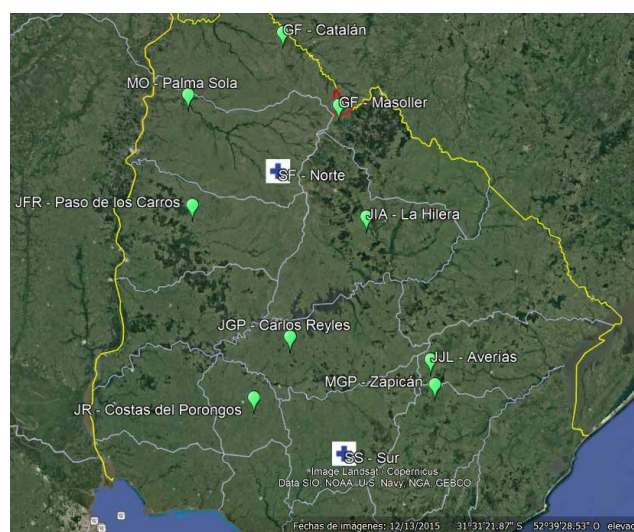 GF - Catalán
MO - Palma Sola
GF - Masoller
SF - Norte
JFR - Paso de los Carros
JIA - La Hilera
JGP - Carlos Reyles
JJL - Averías
MGP - Zapicán
JR - Costas del Porongos
SS - Sur
Image Landsat / Copernicus
Data SIO, NOAA, U.S. Navy, NGA, GEBCO
Fechas de imágenes: 12/13/2015 31°31'21.87" S 52°39'28.53" O elevac